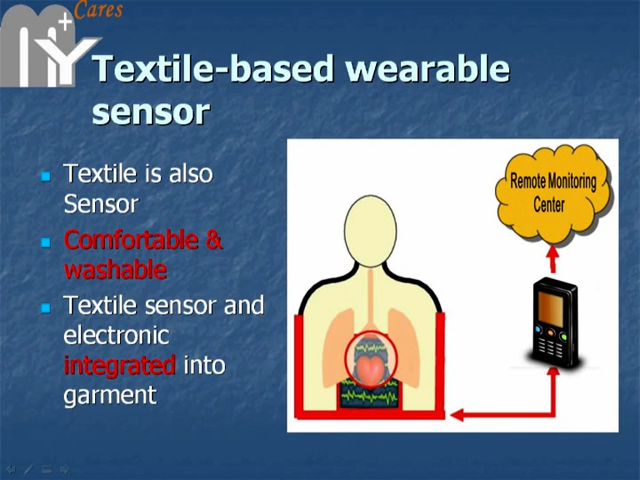 Cares
MY+
Textile-based wearable
sensor
Textile is also
Sensor
Comfortable &
washable
Textile sensor and
electronic
integrated into
garment
Remote Monitoring
Center